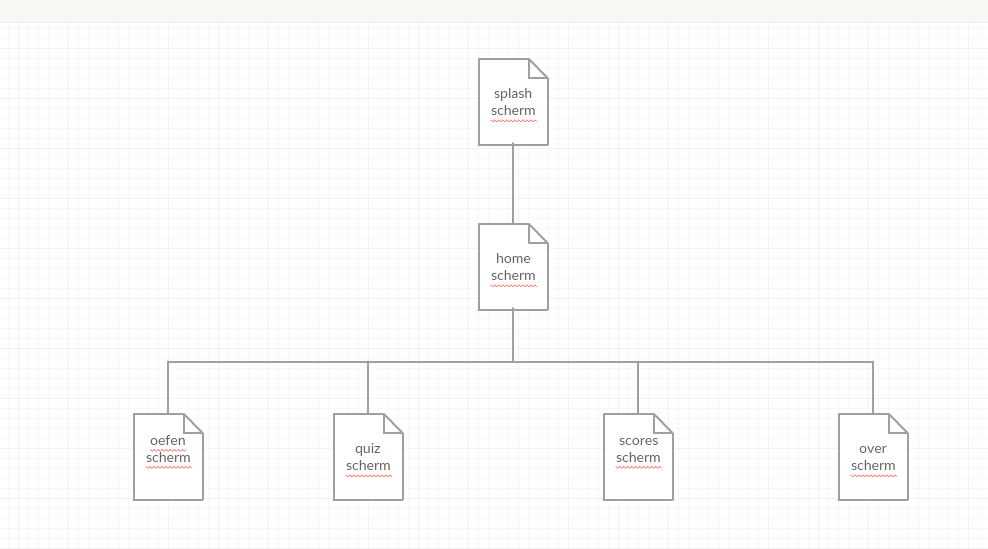 splash
scherm
home
scherm
oefen
scherm
quiz
scherm
scores
scherm
over
scherm